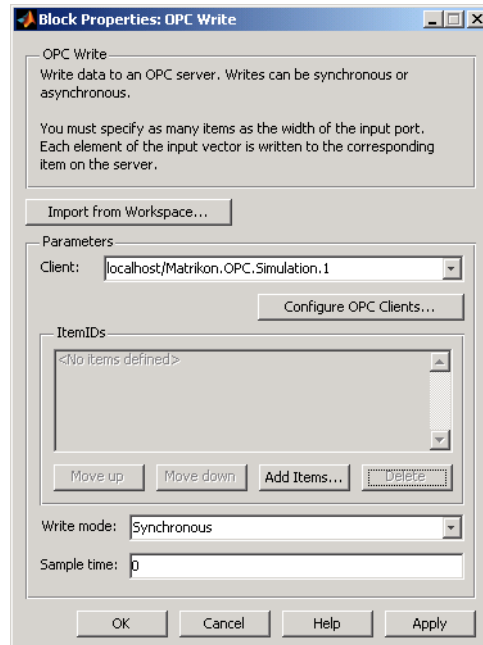 Block Properties: OPC Write
OPC Write
Write data to an OPC server. Writes can be synchronous or
asynchronous.
You must specify as many items as the width of the input port.
Each element of the input vector is written to the corresponding
item on the server.
Import from Workspace...
Parameters
Client: localhost/Matrikon.OPC.Simulation.1
Configure OPC Clients...
ItemIDs
<No items defined>
Move up Move down Add Items... Delete
Write mode: Synchronous
Sample time: 0
OK Cancel Help Apply